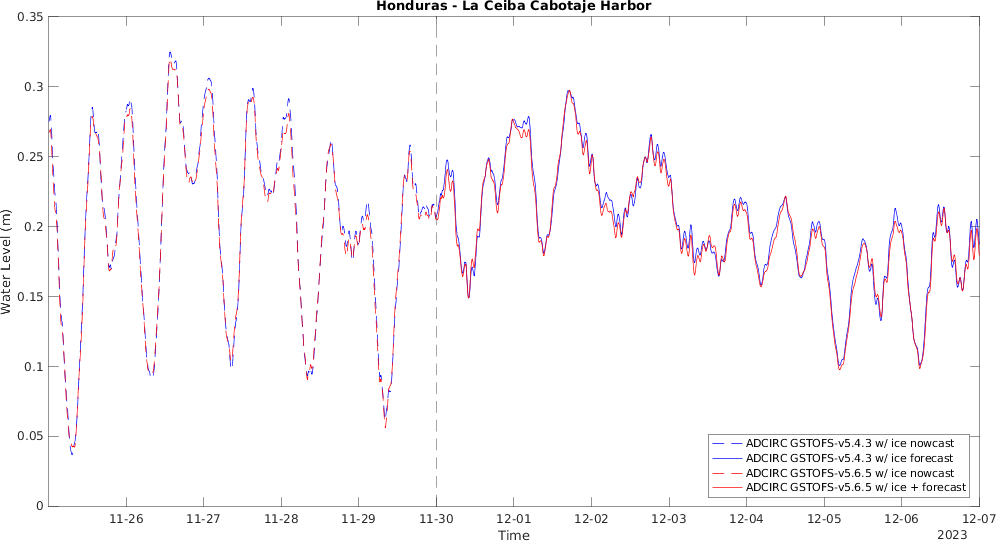 Honduras - La Ceiba Cabotaje Harbor
0.35
0.3
0.25
0.2
0.15
0.1
0.05
0
Water Level (m)
11-26 11-27 11-28 11-29 11-30 12-01 12-02 12-03 12-04 12-05 12-06 12-07
Time
2023
ADCIRC GSTOFS-v5.4.3 w/ ice nowcast
ADCIRC GSTOFS-v5.4.3 w/ ice forecast
ADCIRC GSTOFS-v5.6.5 w/ ice nowcast
ADCIRC GSTOFS-v5.6.5 w/ ice + forecast